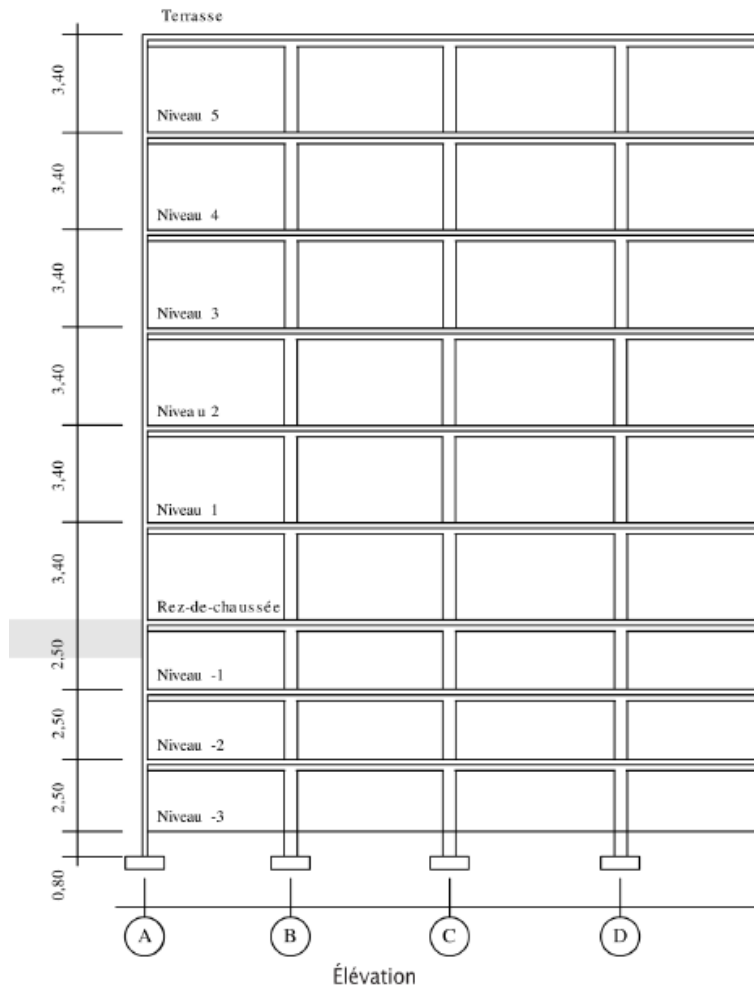 Terrasse
3,40
Niveau 5
3,40
Niveau 4
3,40
Niveau 3
3,40
Niveau 2
3,40
Niveau 1
3,40
Rez-de-chaussée
2,50
Niveau -1
2,50
Niveau -2
2,50
Niveau -3
0,80
A B C D
Élévation